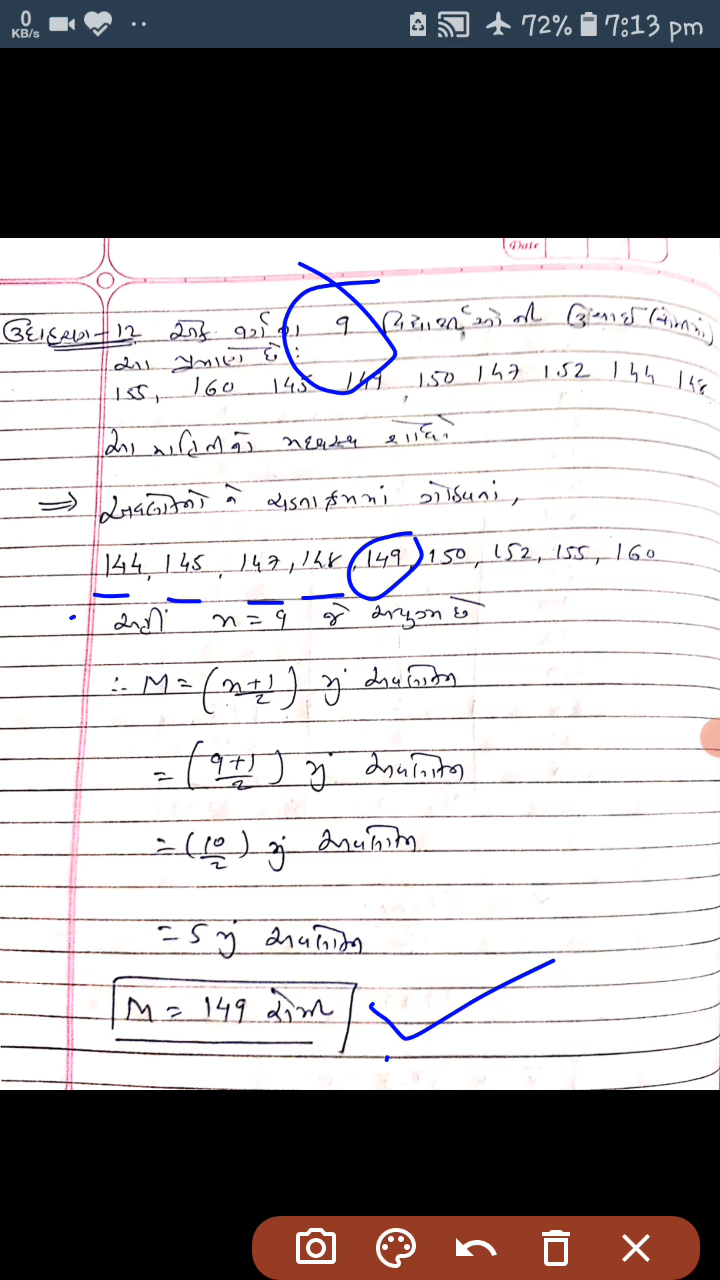 0
KB/s
72% 7:13 pm
Date
ઉદાહરણ-12 એક વર્ગના 9 વિદ્યાર્થીઓ ની ઊંચાઈ (સેમીમાં)
આ પ્રમાણે છે:
155, 160 145 149, 150 147 152 144 148
આ માહિતીનો મધ્યસ્થ શોધો
⇒ અવલોકનો ને ચડતાક્રમમાં ગોઠવતાં,
144, 145, 147, 148, 149, 150, 152, 155, 160
અહીં n = 9 જે અયુગ્મ છે
∴ M = (n+1/2) મું અવલોકન
= (9+1/2) મું અવલોકન
= (10/2) મું અવલોકન
= 5 મું અવલોકન
M = 149 સેમી